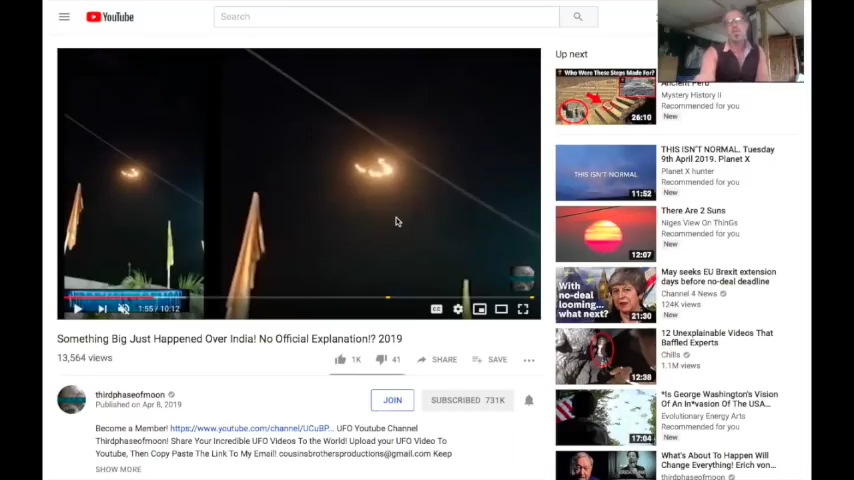 YouTube
Search
Up next
Who Were These Steps Made For?
26:10
Mystery History II
Recommended for you
New
THIS ISN'T NORMAL
11:52
THIS ISN'T NORMAL. Tuesday
9th April 2019. Planet X
Planet X hunter
Recommended for you
New
12:07
There Are 2 Suns
Niges View On ThinGs
Recommended for you
New
With
no-deal
looming...
what next?
21:30
May seeks EU Brexit extension
days before no-deal deadline
Channel 4 News
124K views
New
12:38
12 Unexplainable Videos That
Baffled Experts
Chills
1.1M views
17:04
*Is George Washington's Vision
Of An In*vasion Of The USA...
Evolutionary Energy Arts
Recommended for you
New
What's About To Happen Will
Change Everything! Erich von...
thirdphaseofmoon
1:55 / 10:12
CC
Something Big Just Happened Over India! No Official Explanation!? 2019
13,564 views
1K
41
SHARE
SAVE
thirdphaseofmoon
Published on Apr 8, 2019
JOIN
SUBSCRIBED 731K
Become a Member! https://www.youtube.com/channel/UCuBP... UFO Youtube Channel
Thirdphaseofmoon! Share Your Incredible UFO Videos To the World! Upload your UFO Video To
Youtube, Then Copy Paste The Link To My Email! cousinsbrothersproductions@gmail.com Keep
SHOW MORE